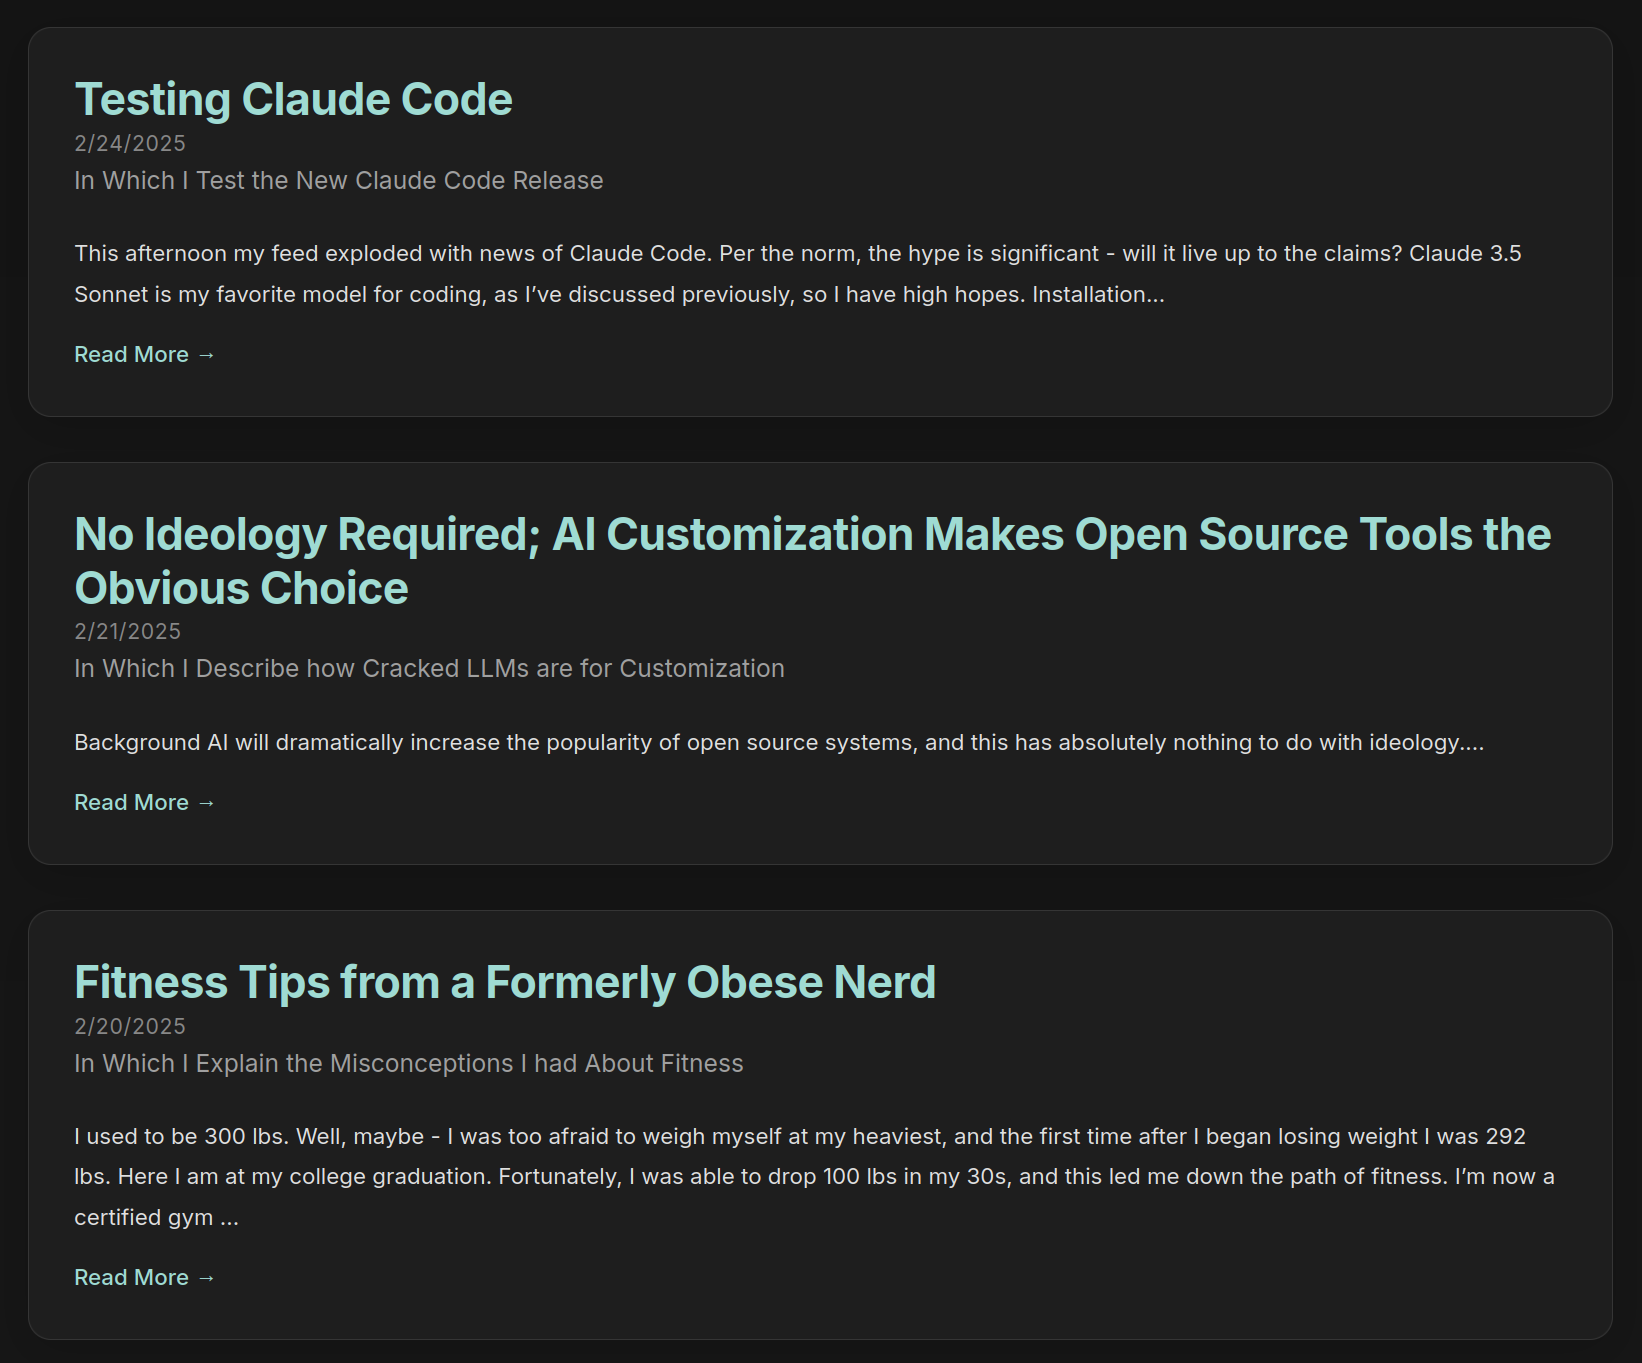 Testing Claude Code
2/24/2025
In Which I Test the New Claude Code Release
This afternoon my feed exploded with news of Claude Code. Per the norm, the hype is significant - will it live up to the claims? Claude 3.5
Sonnet is my favorite model for coding, as I’ve discussed previously, so I have high hopes. Installation...
Read More →
No Ideology Required; AI Customization Makes Open Source Tools the
Obvious Choice
2/21/2025
In Which I Describe how Cracked LLMs are for Customization
Background AI will dramatically increase the popularity of open source systems, and this has absolutely nothing to do with ideology....
Read More →
Fitness Tips from a Formerly Obese Nerd
2/20/2025
In Which I Explain the Misconceptions I had About Fitness
I used to be 300 lbs. Well, maybe - I was too afraid to weigh myself at my heaviest, and the first time after I began losing weight I was 292
lbs. Here I am at my college graduation. Fortunately, I was able to drop 100 lbs in my 30s, and this led me down the path of fitness. I’m now a
certified gym ...
Read More →